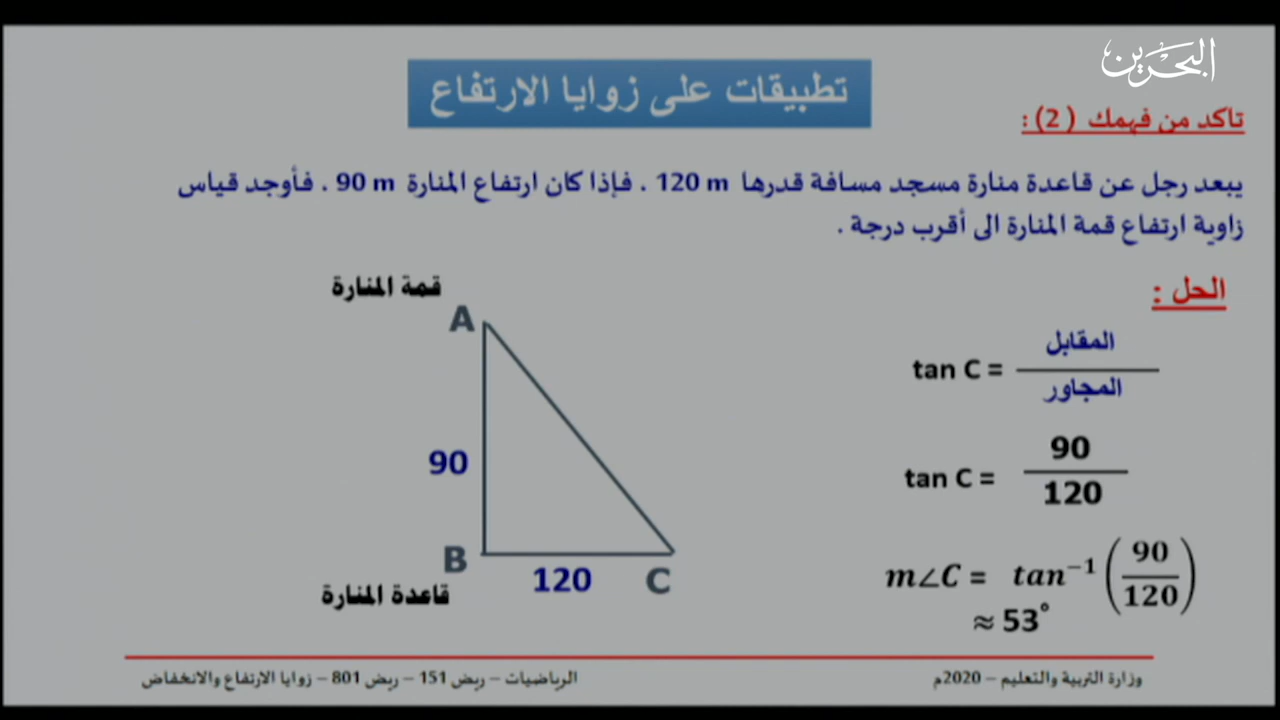 البحرين
تطبيقات على زوايا الارتفاع
تاكد من فهمك ( 2) :
يبعد رجل عن قاعدة منارة مسجد مسافة قدرها 120 m . فإذا كان ارتفاع المنارة 90 m . فأوجد قياس
زاوية ارتفاع قمة المنارة الى أقرب درجة .
الحل :
قمة المنارة
A
90
B
120
C
قاعدة المنارة
tan C = المقابل / المجاور
tan C = 90 / 120
m∠C = tan⁻¹ (90/120)
≈ 53°
وزارة التربية والتعليم – 2020م
الرياضيات – ريض 151 – ريض 801 – زوايا الارتفاع والانخفاض